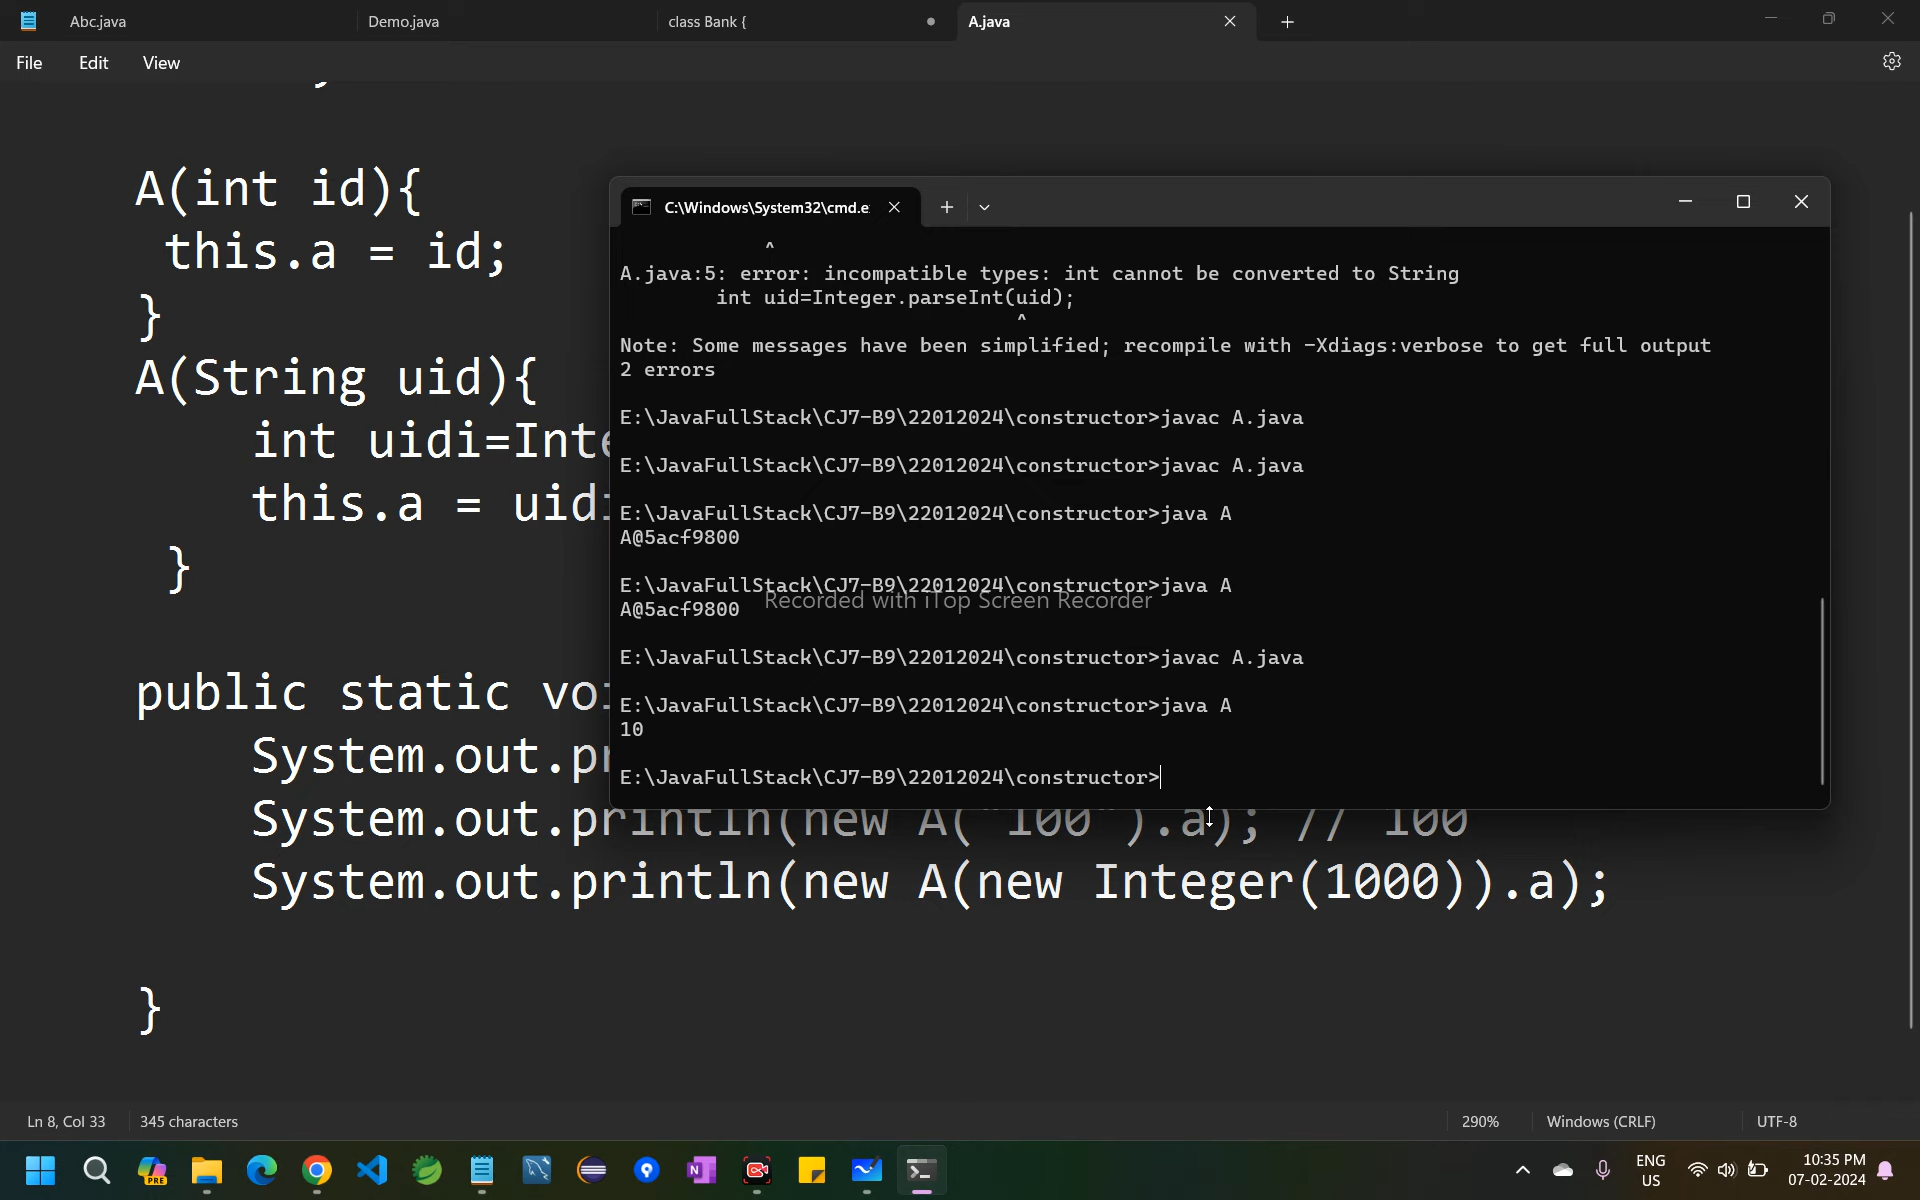 Abc.java
Demo.java
class Bank {
A.java
File
Edit
View
A(int id){
this.a = id;
}
A(String uid){
int uidi=Inte
this.a = uidi
}
public static voi
System.out.pr
System.out.println(new A("100").a); // 100
System.out.println(new A(new Integer(1000)).a);
}
C:\Windows\System32\cmd.e
^
A.java:5: error: incompatible types: int cannot be converted to String
int uid=Integer.parseInt(uid);
^
Note: Some messages have been simplified; recompile with -Xdiags:verbose to get full output
2 errors
E:\JavaFullStack\CJ7-B9\22012024\constructor>javac A.java
E:\JavaFullStack\CJ7-B9\22012024\constructor>javac A.java
E:\JavaFullStack\CJ7-B9\22012024\constructor>java A
A@5acf9800
E:\JavaFullStack\CJ7-B9\22012024\constructor>java A
A@5acf9800
Recorded with iTop Screen Recorder
E:\JavaFullStack\CJ7-B9\22012024\constructor>javac A.java
E:\JavaFullStack\CJ7-B9\22012024\constructor>java A
10
E:\JavaFullStack\CJ7-B9\22012024\constructor>
Ln 8, Col 33
345 characters
290%
Windows (CRLF)
UTF-8
PRE
N
ENG
US
10:35 PM
07-02-2024